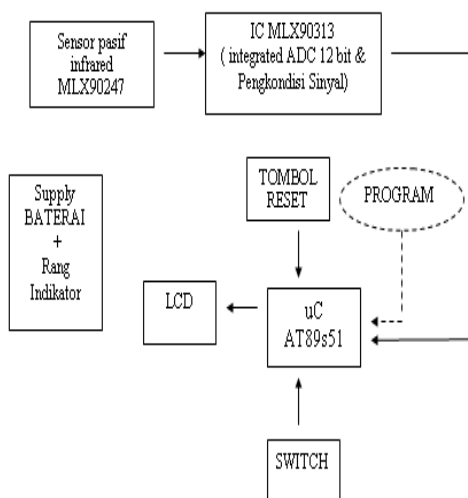 Sensor pasif
infrared
MLX90247
IC MLX90313
( integrated ADC 12 bit &
Pengkondisi Sinyal)
Supply
BATERAI
+
Rang
Indikator
TOMBOL
RESET
PROGRAM
LCD
uC
AT89s51
SWITCH